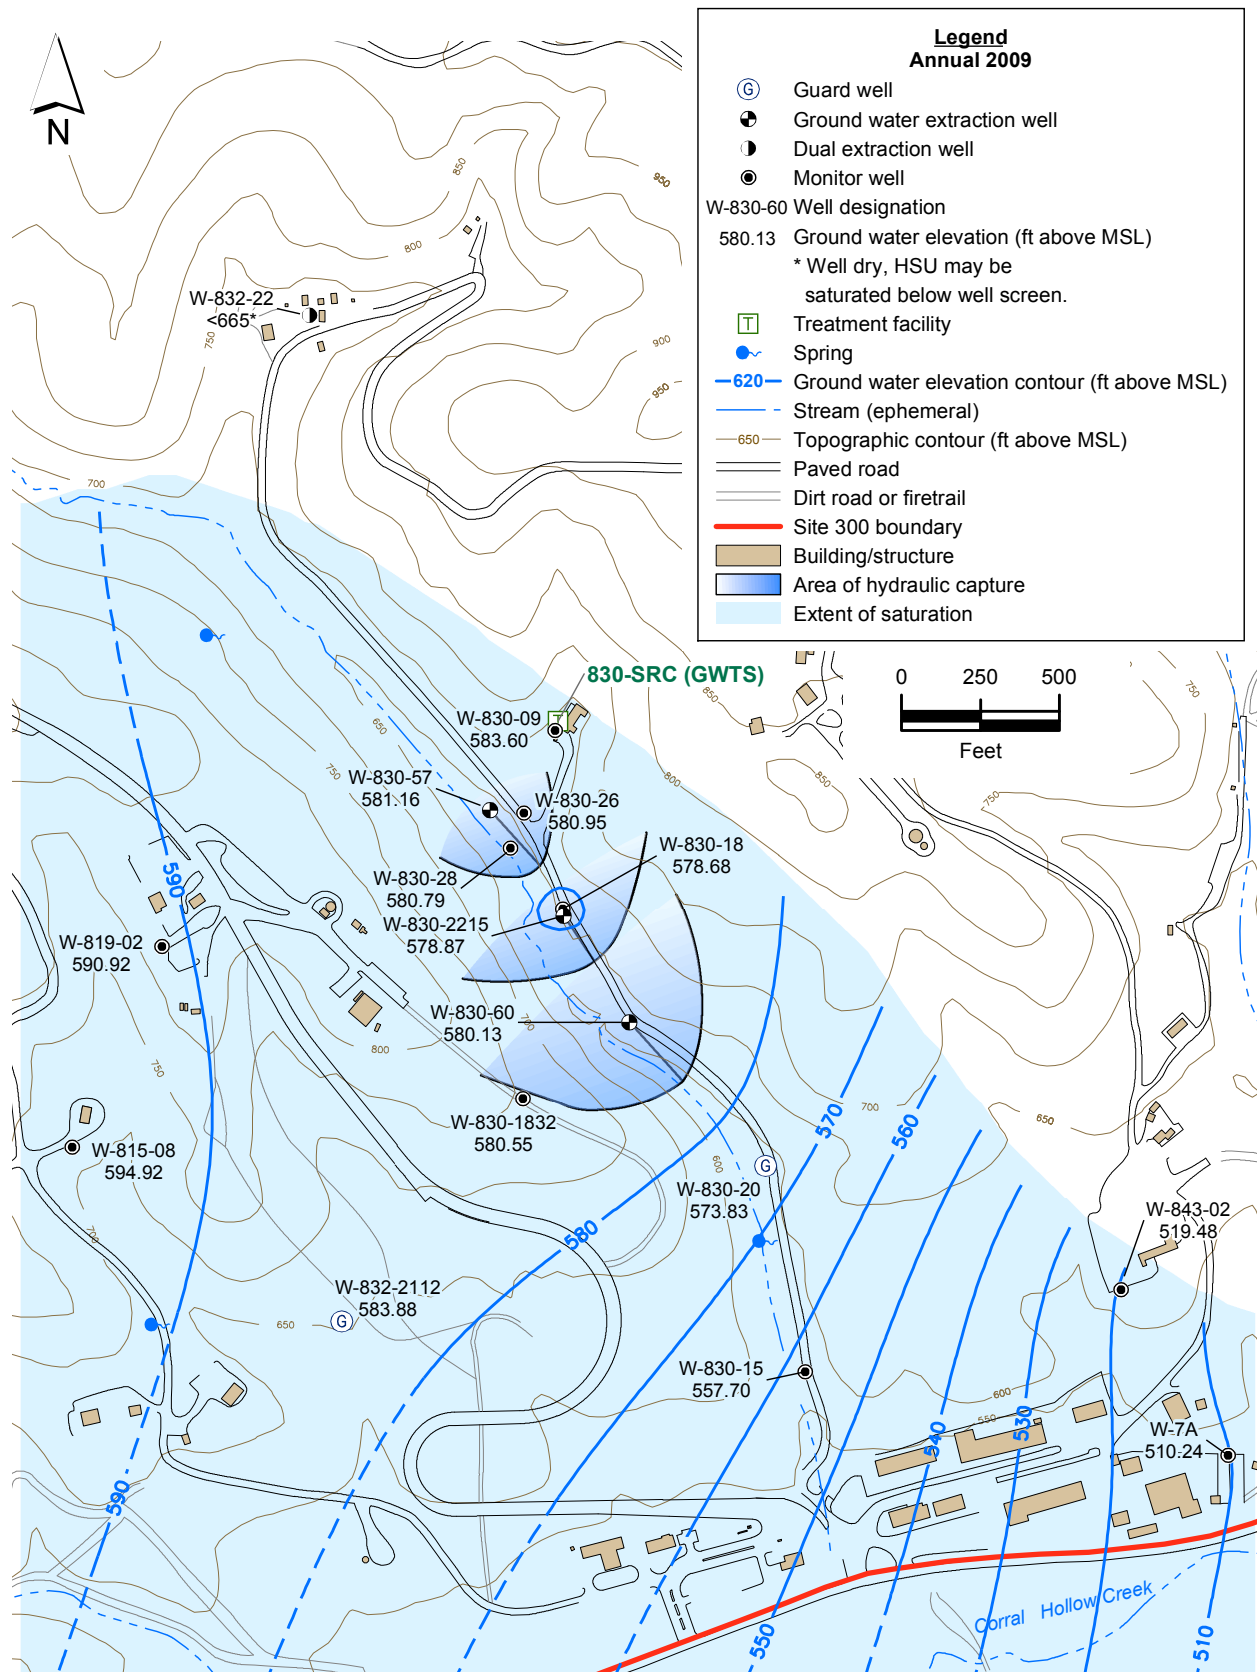 Legend
Annual 2009
G Guard well
Ground water extraction well
Dual extraction well
Monitor well
W-830-60 Well designation
580.13 Ground water elevation (ft above MSL)
* Well dry, HSU may be
saturated below well screen.
T Treatment facility
Spring
620 Ground water elevation contour (ft above MSL)
Stream (ephemeral)
650 Topographic contour (ft above MSL)
Paved road
Dirt road or firetrail
Site 300 boundary
Building/structure
Area of hydraulic capture
Extent of saturation
N
850
950
800
W-832-22
<665*
750
900
950
700
0 250 500
Feet
830-SRC (GWTS)
850
750
W-830-09
583.60
T
650
750
800
850
750
W-830-57
581.16
W-830-26
580.95
W-830-18
578.68
W-830-28
580.79
590
W-830-2215
578.87
W-819-02
590.92
W-830-60
580.13
700
800
750
W-830-1832
580.55
700
650
570
560
W-815-08
594.92
600
G
W-830-20
573.83
W-843-02
519.48
700
580
W-832-2112
583.88
G
650
W-830-15
557.70
600
550
530
540
W-7A
510.24
590
550
Corral Hollow Creek
510